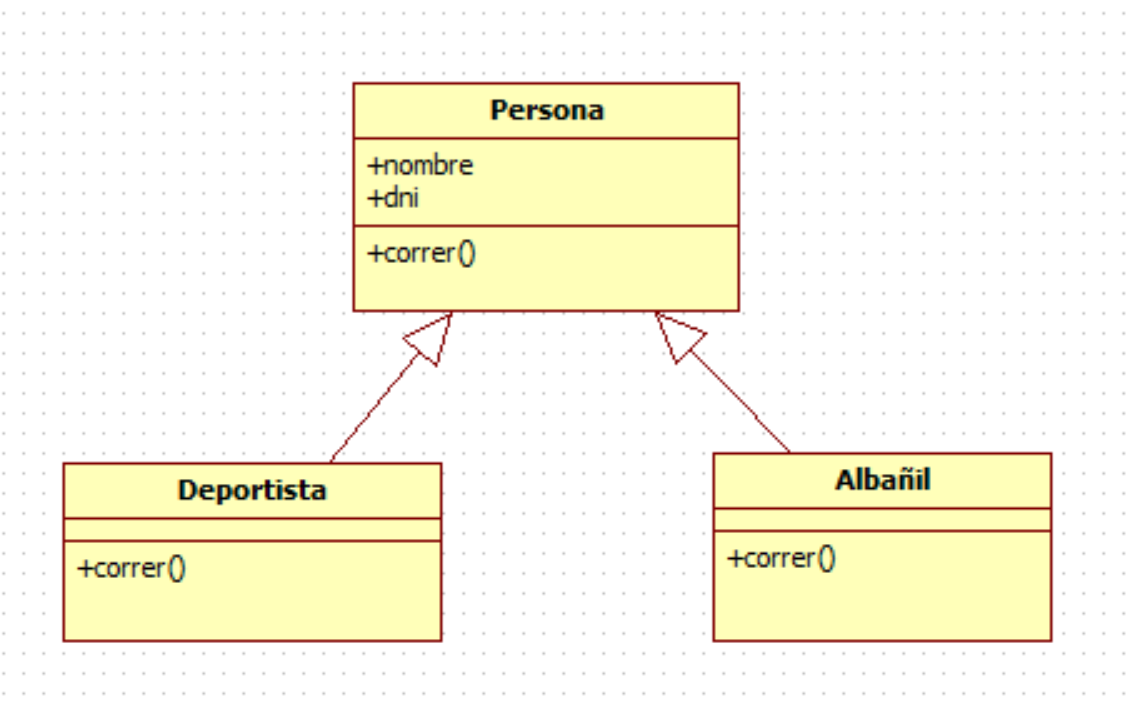 Persona
+nombre
+dni
+correr()
Deportista
+correr()
Albañil
+correr()